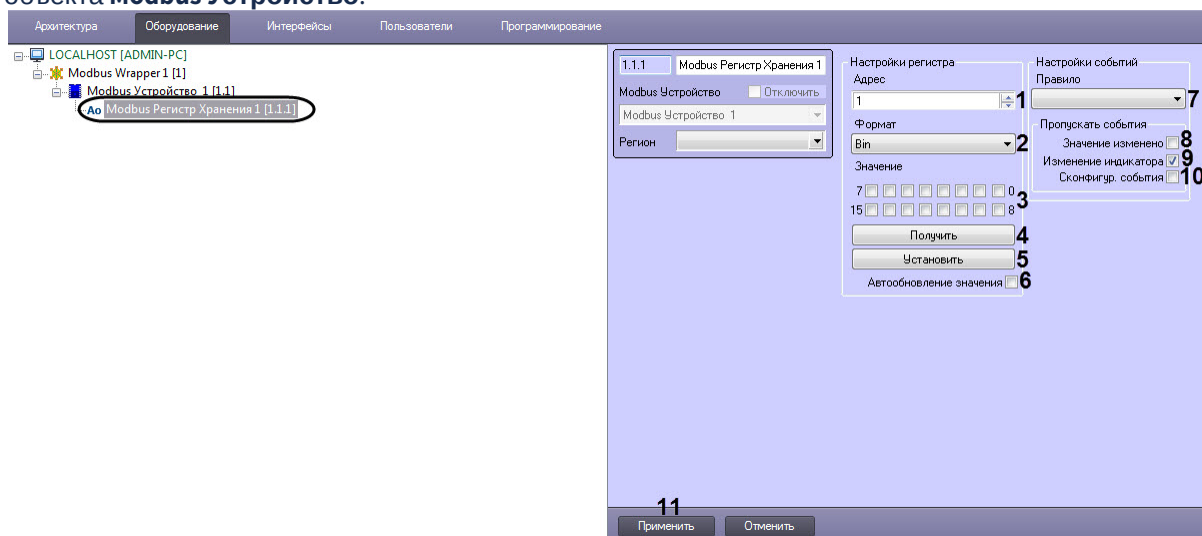 объекта Modbus Устройство.
Архитектура Оборудование Интерфейсы Пользователи Программирование
LOCALHOST [ADMIN-PC]
Modbus Wrapper 1 [1]
Modbus Устройство 1 [1.1]
Ao Modbus Регистр Хранения 1 [1.1.1]
1.1.1 Modbus Регистр Хранения 1
Modbus Устройство Отключить
Modbus Устройство 1
Регион
Настройки регистра
Адрес
1 1
Формат
Bin 2
Значение
7 0
15 8 3
Получить 4
Установить 5
Автообновление значения 6
Настройки событий
Правило
7
Пропускать события
Значение изменено 8
Изменение индикатора 9
Сконфигур. события 10
11
Применить Отменить